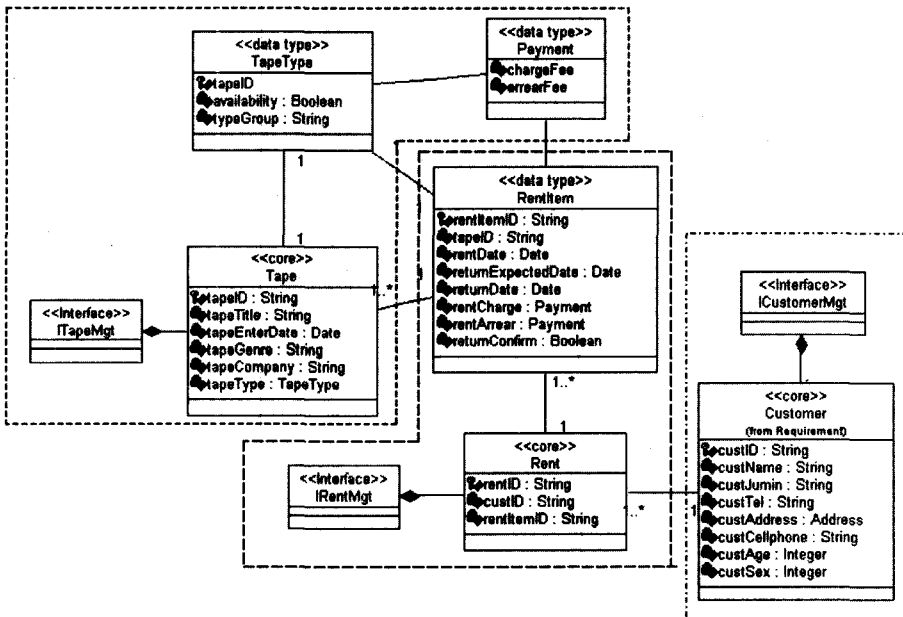 <<data type>>
TapeType
tapeID
availability : Boolean
typeGroup : String
<<data type>>
Payment
chargeFee
errearFee
1
<<data type>>
RentItem
rentItemID : String
tapeID : String
rentDate : Date
returnExpectedDate : Date
returnDate : Date
rentCharge : Payment
rentArrear : Payment
returnConfirm : Boolean
1
<<core>>
Tape
tapeID : String
tapeTitle : String
tapeEnterDate : Date
tapeGenre : String
tapeCompany : String
tapeType : TapeType
1..*
<<Interface>>
ITapeMgt
<<Interface>>
ICustomerMgt
1..*
1
<<core>>
Rent
rentID : String
custID : String
rentItemID : String
<<Interface>>
IRentMgt
1..*
1
<<core>>
Customer
(from Requirement)
custID : String
custName : String
custJumin : String
custTel : String
custAddress : Address
custCellphone : String
custAge : Integer
custSex : Integer